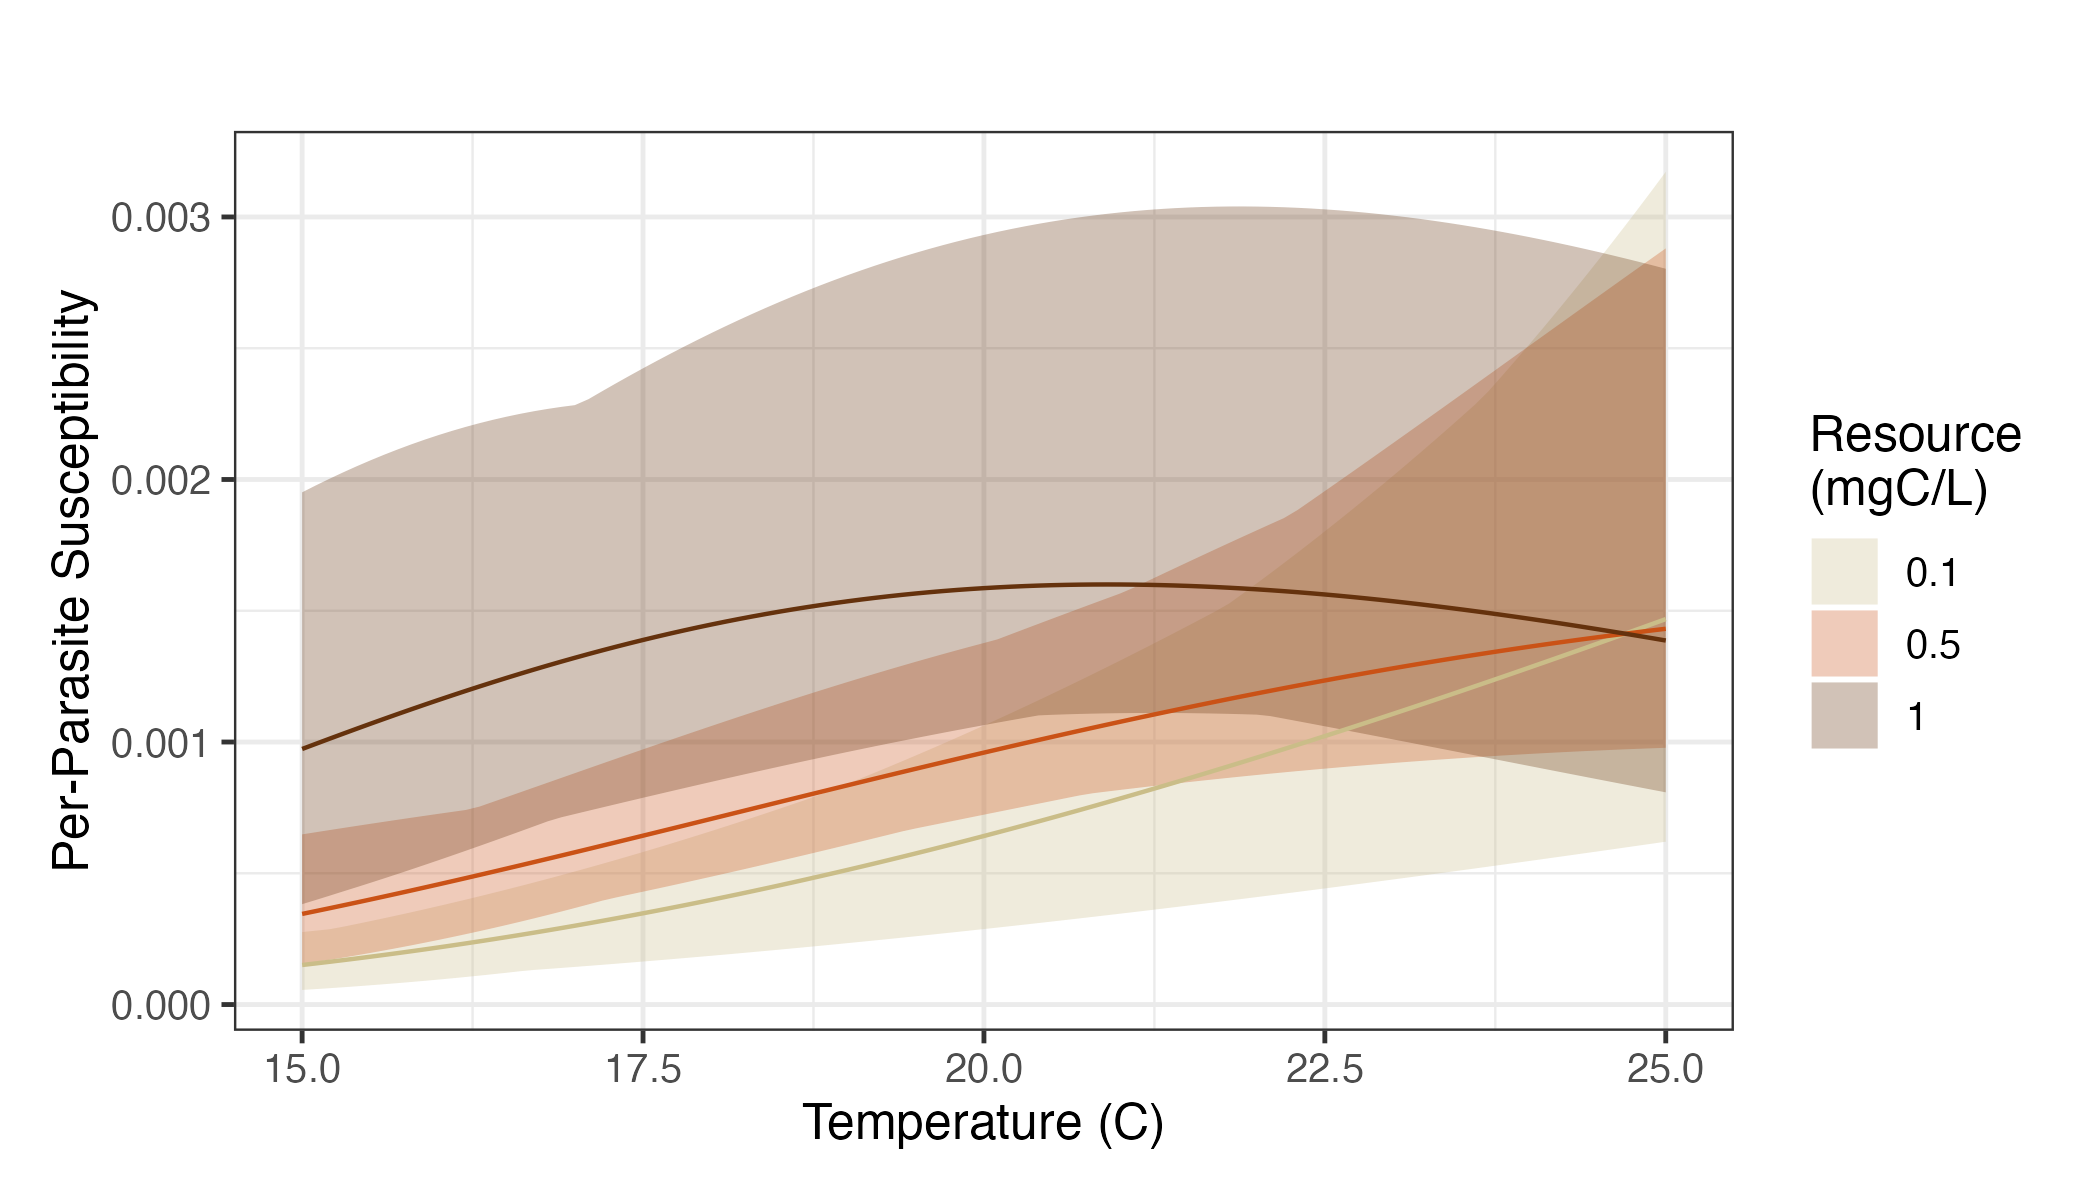 0.003
0.002
0.001
0.000
Per-Parasite Susceptibility
15.0 17.5 20.0 22.5 25.0
Temperature (C)
Resource
(mgC/L)
0.1
0.5
1